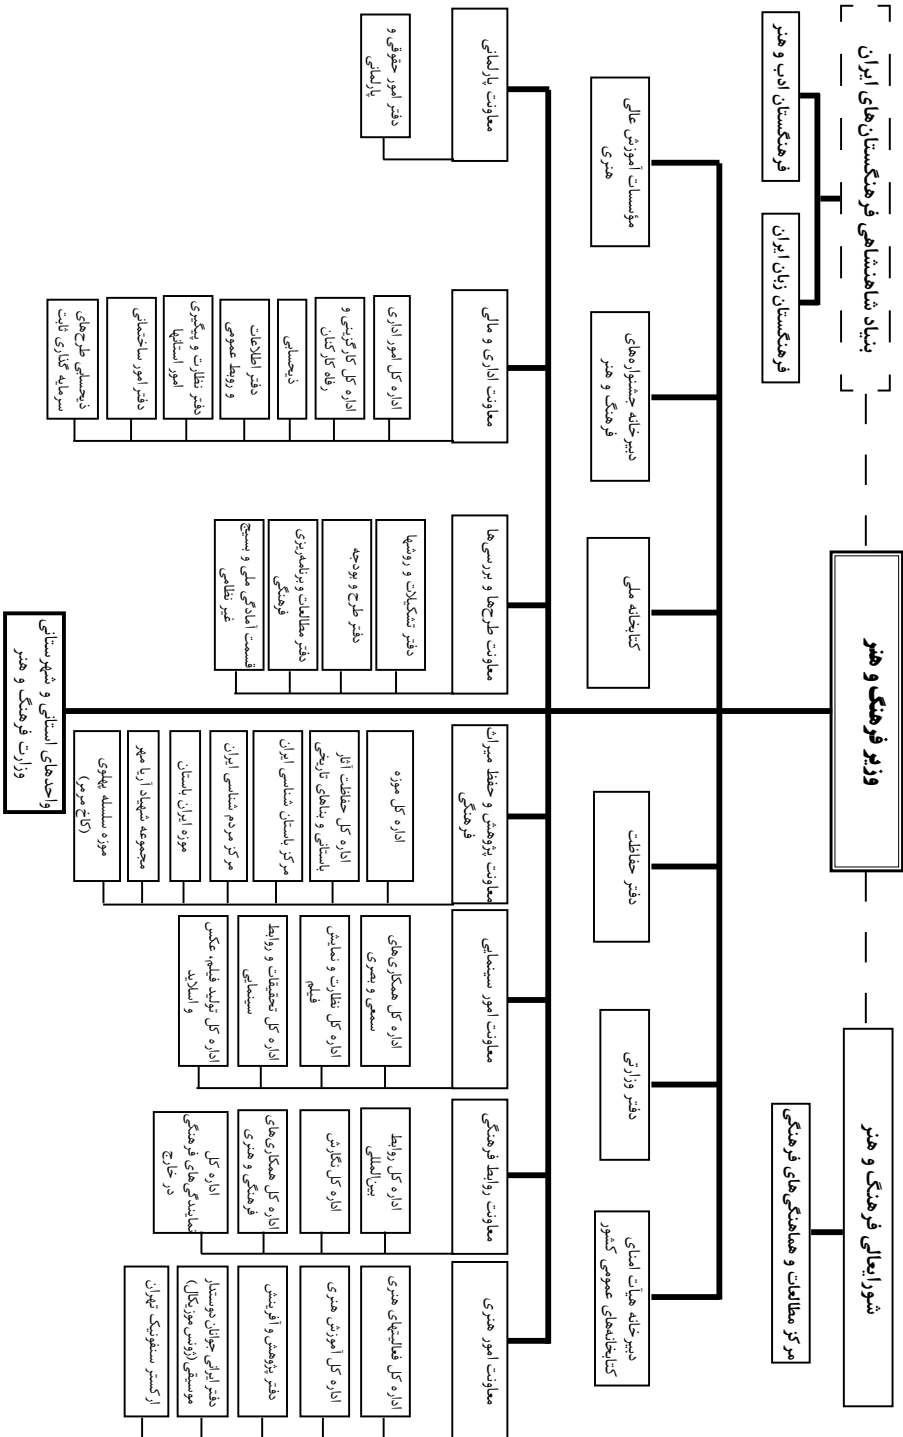 بنیاد شاهنشاهی فرهنگستان‌های ایران
فرهنگستان ادب و هنر
فرهنگستان زبان ایران
وزیر فرهنگ و هنر
شورایعالی فرهنگ و هنر
مرکز مطالعات و هماهنگی‌های فرهنگی
مؤسسات آموزش عالی
هنری
دبیرخانه جشنواره‌های
فرهنگ و هنر
کتابخانه ملی
دفتر حفاظت
دفتر وزارتی
دبیرخانه هیأت امنای
کتابخانه‌های عمومی کشور
معاونت پارلمانی
دفتر امور حقوقی و
پارلمانی
معاونت اداری و مالی
اداره کل امور اداری
اداره کل کارگزینی و
رفاه کارکنان
ذیحسابی
دفتر اطلاعات
و روابط عمومی
دفتر نظارت و پیگیری
امور استانها
دفتر امور ساختمانی
ذیحسابی طرح‌های
سرمایه گذاری ثابت
معاونت طرح‌ها و بررسی‌ها
دفتر تشکیلات و روشها
دفتر طرح و بودجه
دفتر مطالعات و برنامه‌ریزی
فرهنگی
قسمت آمادگی ملی و بسیج
غیر نظامی
معاونت پژوهش و حفظ میراث
فرهنگی
اداره کل موزه
اداره کل حفاظت آثار
باستانی و بناهای تاریخی
مرکز باستان شناسی ایران
مرکز مردم شناسی ایران
موزه ایران باستان
مجموعه شهیاد آریا مهر
موزه سلسله پهلوی
(کاخ مرمر)
معاونت امور سینمایی
اداره کل همکاری‌های
سمعی و بصری
اداره کل نظارت و نمایش
فیلم
اداره کل تحقیقات و روابط
سینمایی
اداره کل تولید فیلم، عکس
و اسلاید
معاونت روابط فرهنگی
اداره کل روابط
بین‌المللی
اداره کل نگارش
اداره کل همکاری‌های
فرهنگی و هنری
اداره کل
نمایندگی‌های فرهنگی
در خارج
معاونت امور هنری
اداره کل فعالیتهای هنری
اداره کل آموزش هنری
دفتر پژوهش و آفرینش
دفتر ایرانی جوانان دوستدار
موسیقی(ژونس موزیکال)
ارکستر سنفونیک تهران
واحدهای استانی و شهرستانی
وزارت فرهنگ و هنر